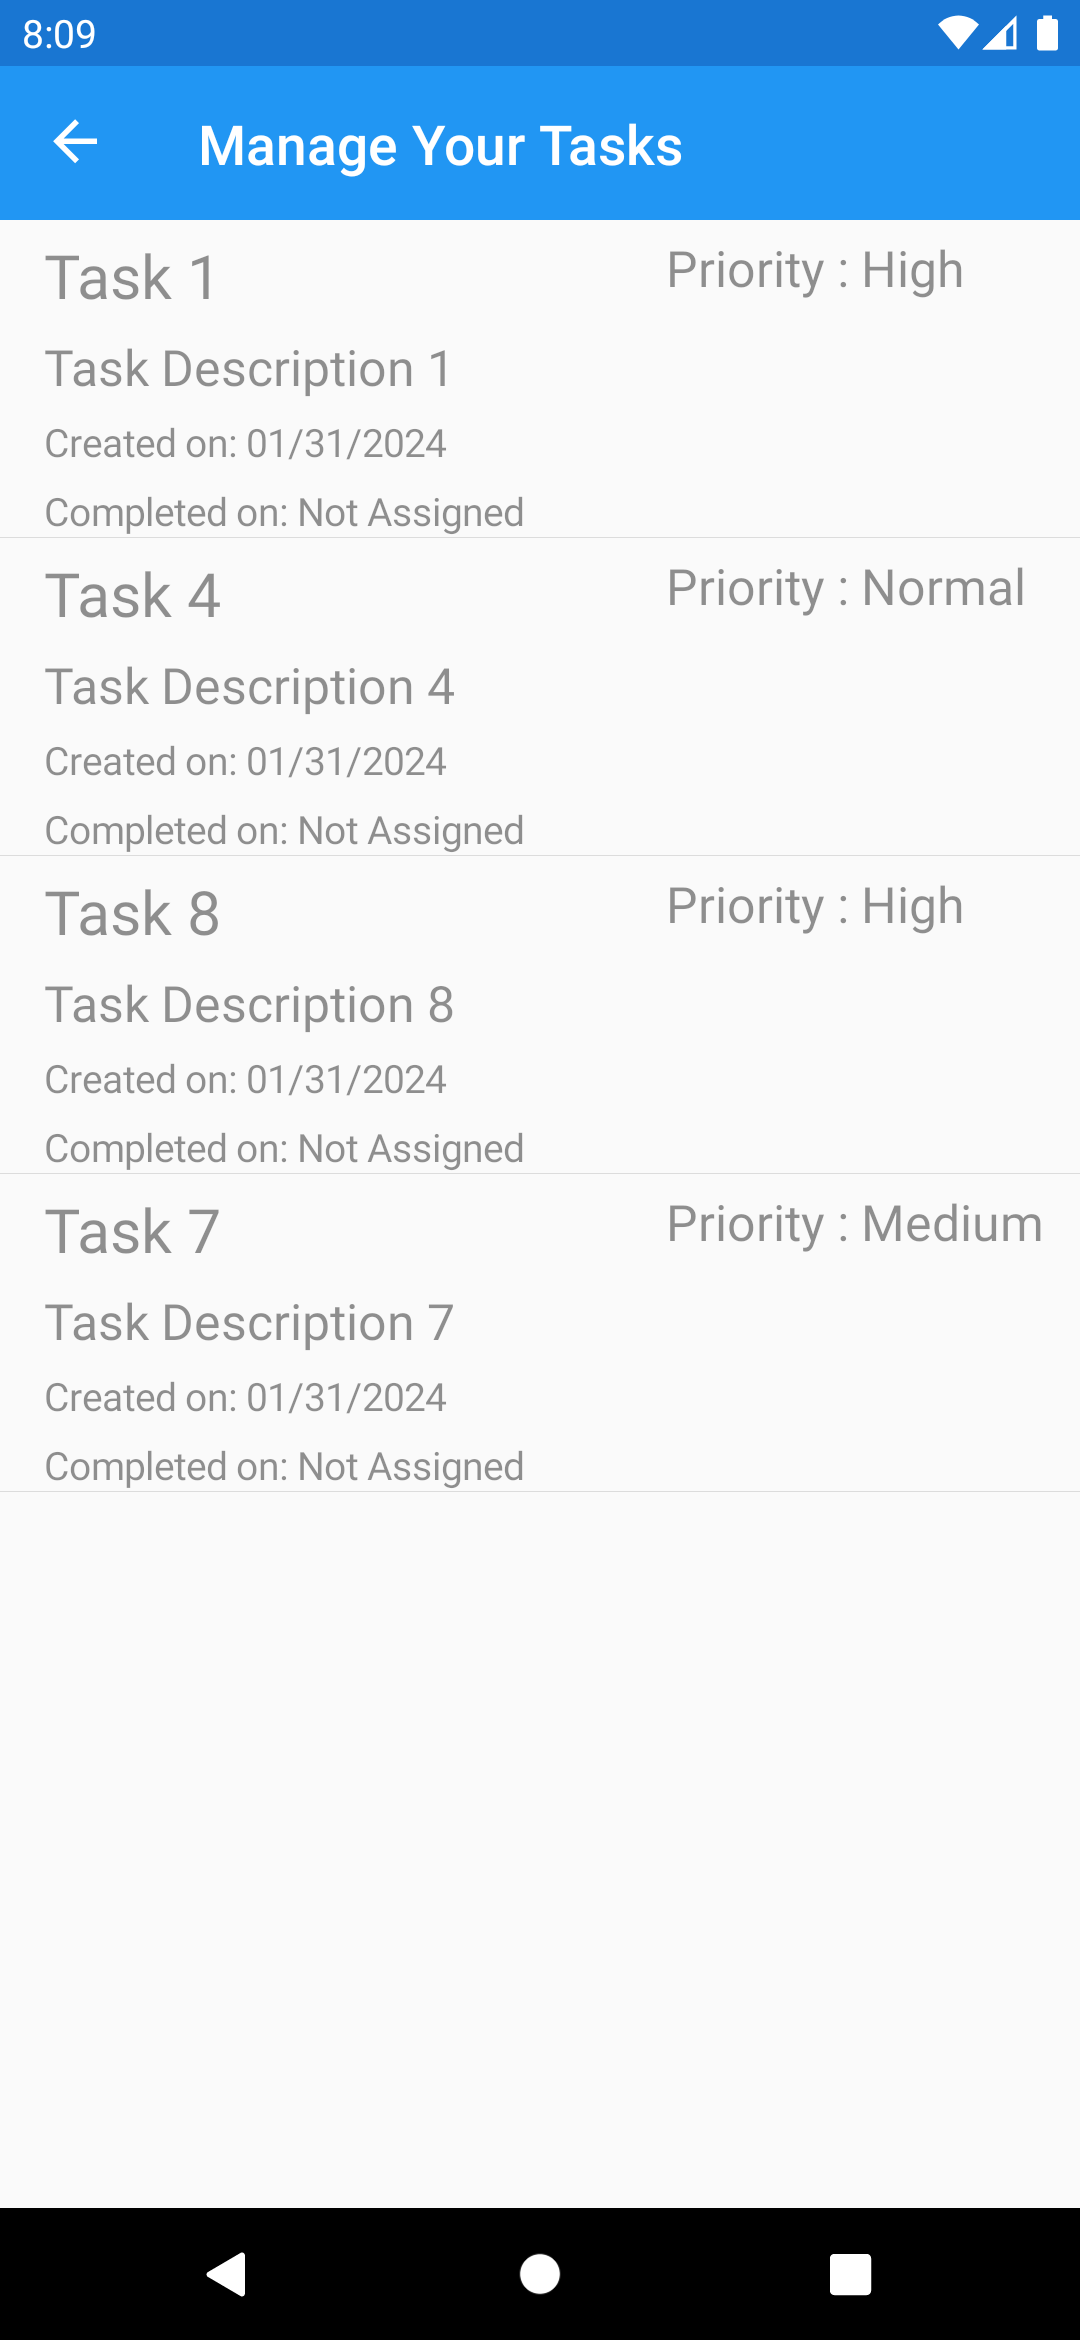 8:09
Manage Your Tasks
Task 1
Priority : High
Task Description 1
Created on: 01/31/2024
Completed on: Not Assigned
Task 4
Priority : Normal
Task Description 4
Created on: 01/31/2024
Completed on: Not Assigned
Task 8
Priority : High
Task Description 8
Created on: 01/31/2024
Completed on: Not Assigned
Task 7
Priority : Medium
Task Description 7
Created on: 01/31/2024
Completed on: Not Assigned